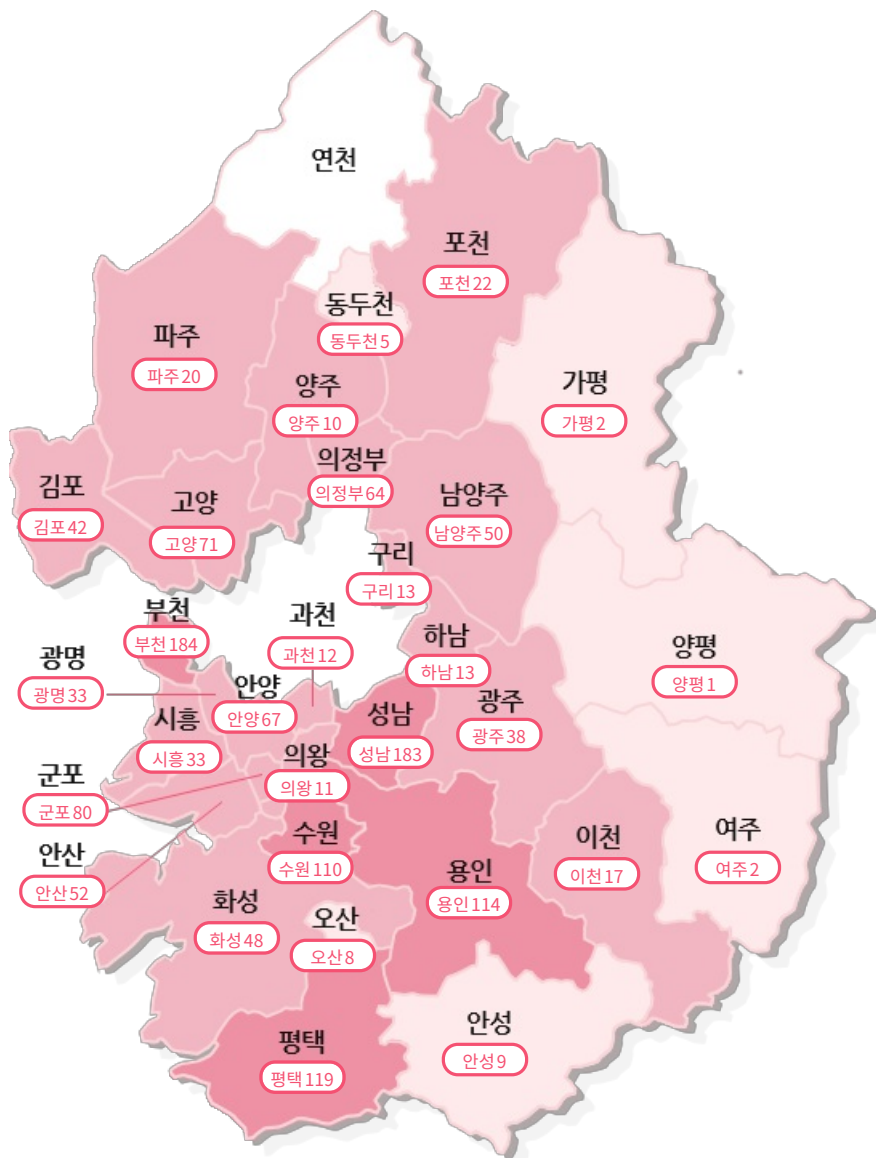 연천
포천
포천22
동두천
동두천5
파주
파주20
양주
양주10
가평
가평2
의정부
의정부64
김포
김포42
고양
고양71
남양주
남양주50
구리
구리13
부천
부천184
과천
과천12
하남
하남13
양평
양평1
광명
광명33
안양
안양67
시흥
시흥33
성남
성남183
광주
광주38
의왕
의왕11
군포
군포80
수원
수원110
이천
이천17
여주
여주2
안산
안산52
용인
용인114
화성
화성48
오산
오산8
안성
안성9
평택
평택119